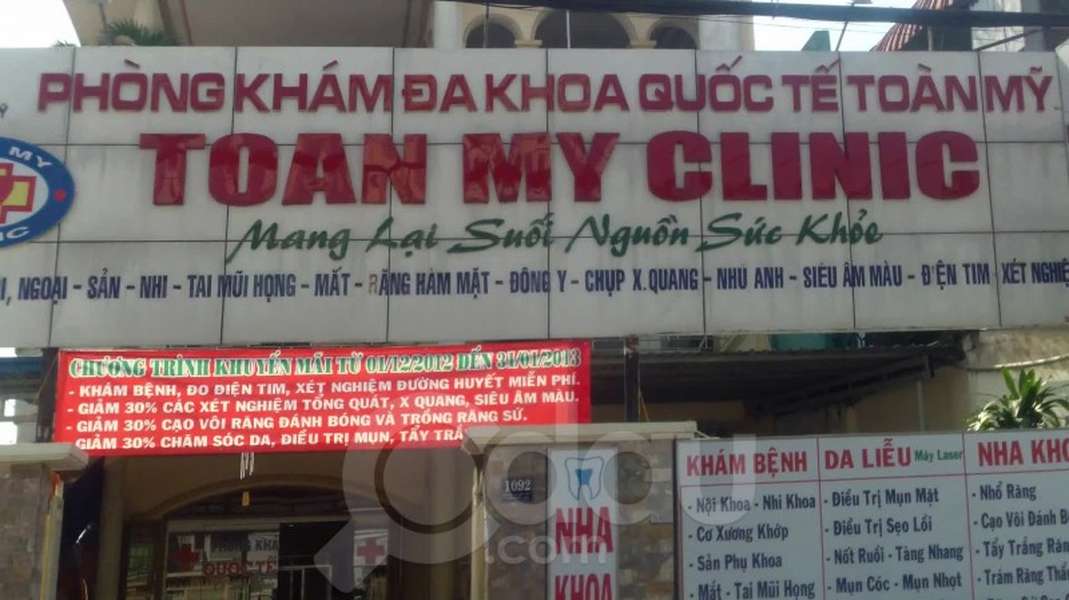 PHÒNG KHÁM ĐA KHOA QUỐC TẾ TOÀN MỸ
MY
TOAN MY CLINIC
Mang Lại Suối Nguồn Sức Khỏe
NGOẠI - SẢN - NHI - TAI MŨI HỌNG - MẮT - RĂNG HÀM MẶT - ĐÔNG Y - CHỤP X.QUANG - NHŨ ANH - SIÊU ÂM MÀU - ĐIỆN TIM - XÉT NGHIỆ
CHƯƠNG TRÌNH KHUYẾN MÃI TỪ 01/12/2012 ĐẾN 31/01/2013
- KHÁM BỆNH, ĐO ĐIỆN TIM, XÉT NGHIỆM ĐƯỜNG HUYẾT MIỄN PHÍ.
- GIẢM 30% CÁC XÉT NGHIỆM TỔNG QUÁT, X QUANG, SIÊU ÂM MÀU.
- GIẢM 30% CẠO VÔI RĂNG ĐÁNH BÓNG VÀ TRỒNG RĂNG SỨ.
- GIẢM 30% CHĂM SÓC DA, ĐIỀU TRỊ MỤN, TẨY TRẮ
1092
PHÒNG KHÁ
QUỐC TẾ
NHA
KHOA
KHÁM BỆNH
- Nội Khoa - Nhi Khoa
- Cơ Xương Khớp
- Sản Phụ Khoa
- Mắt - Tai Mũi Họng
DA LIỄU Máy Laser
- Điều Trị Mụn Mặt
- Điều Trị Sẹo Lồi
- Nốt Ruồi - Tàng Nhang
- Mụn Cóc - Mụn Nhọt
NHA KHO
- Nhổ Răng
- Cạo Vôi Đánh B
- Tẩy Trắng Răn
- Trám Răng Thẩ
.com